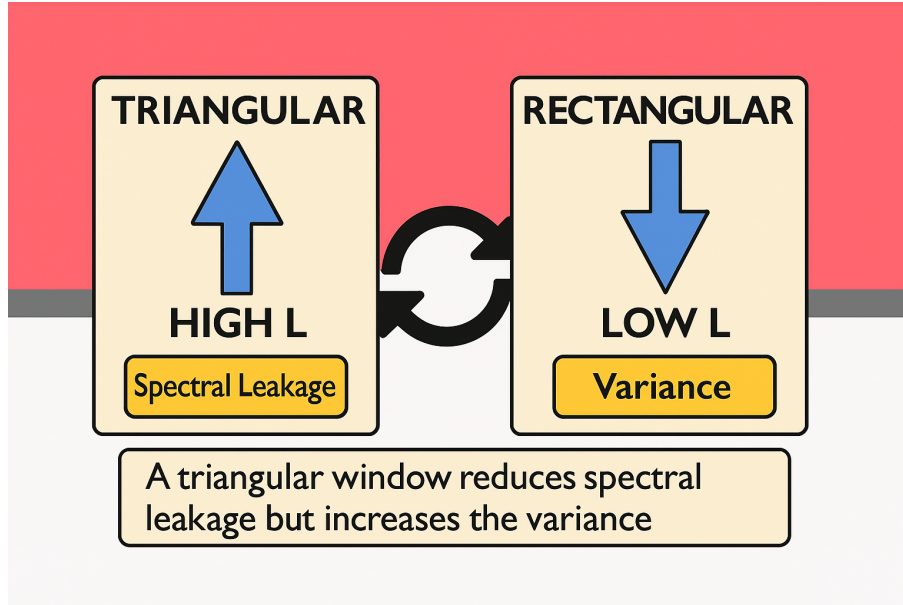 TRIANGULAR
HIGH L
Spectral Leakage
RECTANGULAR
LOW L
Variance
A triangular window reduces spectral
leakage but increases the variance